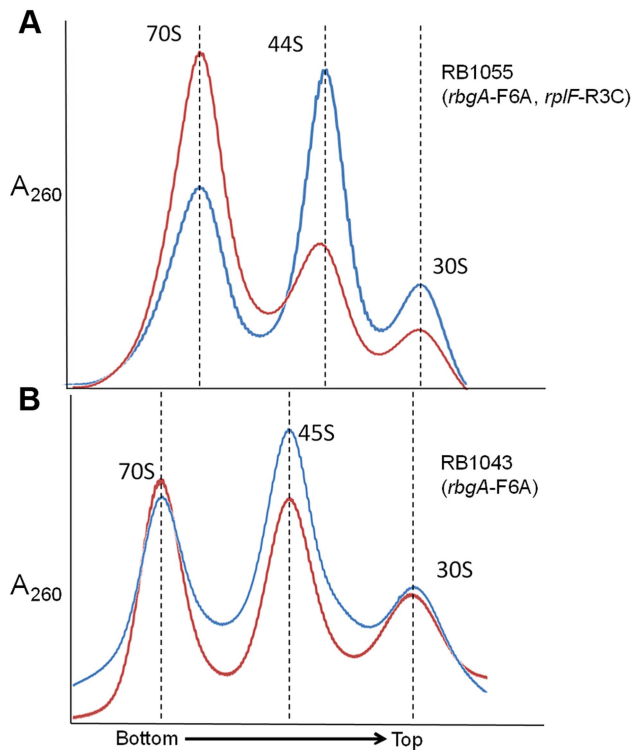 A
70S
44S
RB1055
(rbgA-F6A, rplF-R3C)
A260
30S
B
45S
70S
RB1043
(rbgA-F6A)
30S
A260
Bottom
Top